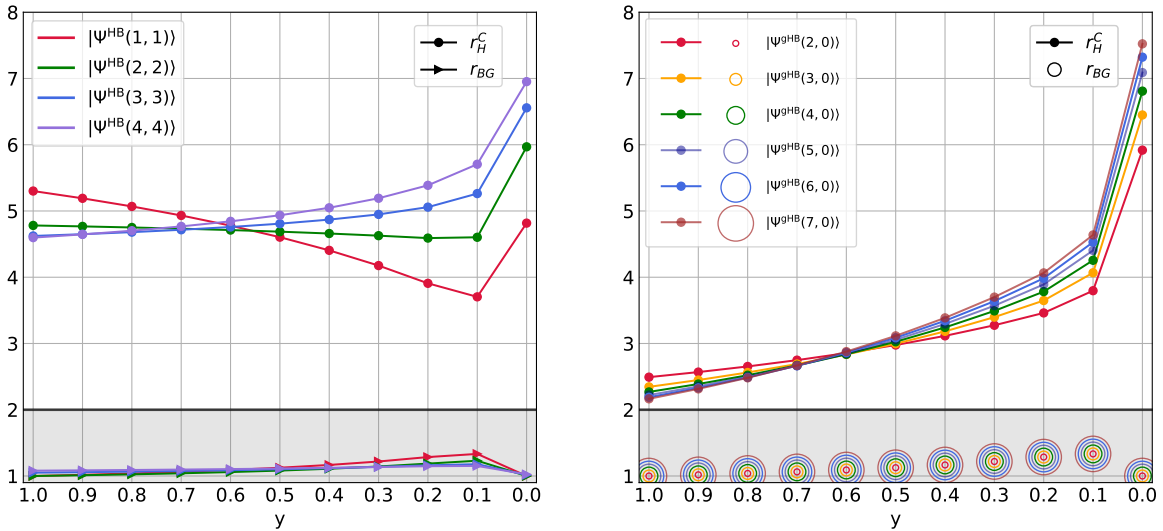 8
7
6
5
4
3
2
1
1.0 0.9 0.8 0.7 0.6 0.5 0.4 0.3 0.2 0.1 0.0
y
|Ψ^HB(1, 1)⟩
|Ψ^HB(2, 2)⟩
|Ψ^HB(3, 3)⟩
|Ψ^HB(4, 4)⟩
r_H^C
r_BG
8
7
6
5
4
3
2
1
1.0 0.9 0.8 0.7 0.6 0.5 0.4 0.3 0.2 0.1 0.0
y
|Ψ^gHB(2, 0)⟩
|Ψ^gHB(3, 0)⟩
|Ψ^gHB(4, 0)⟩
|Ψ^gHB(5, 0)⟩
|Ψ^gHB(6, 0)⟩
|Ψ^gHB(7, 0)⟩
r_H^C
r_BG